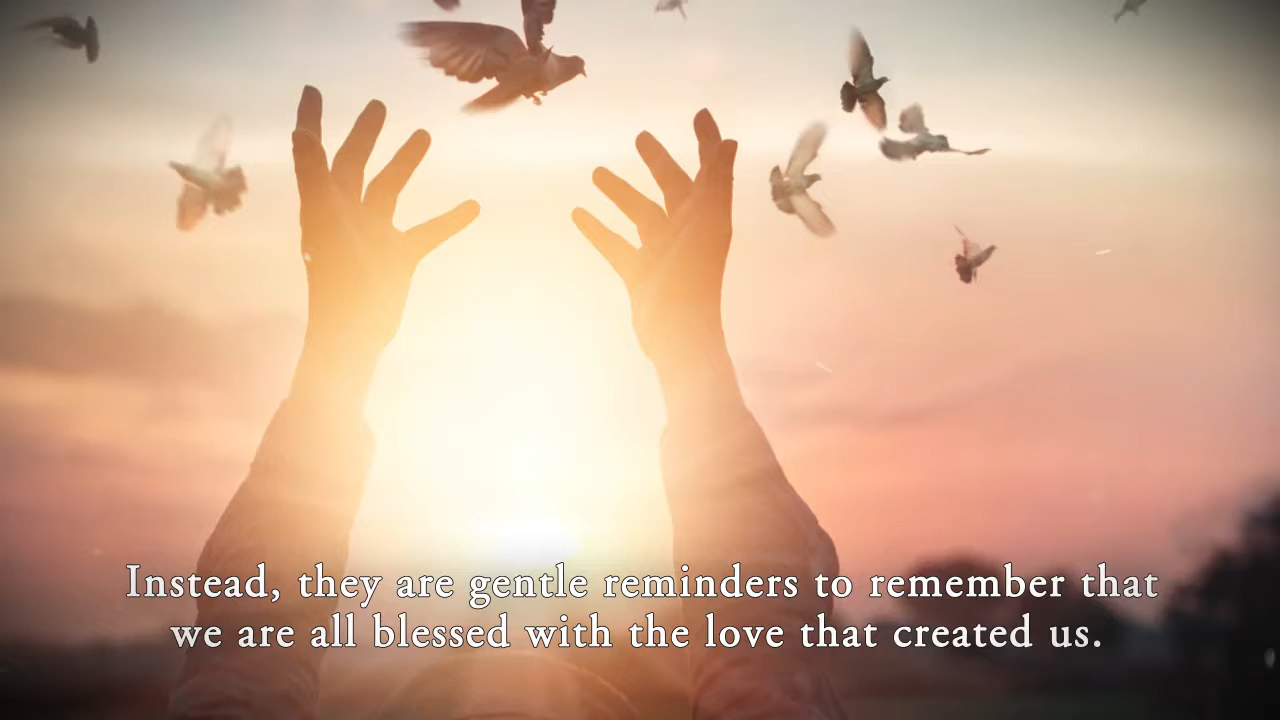 Instead, they are gentle reminders to remember that
we are all blessed with the love that created us.